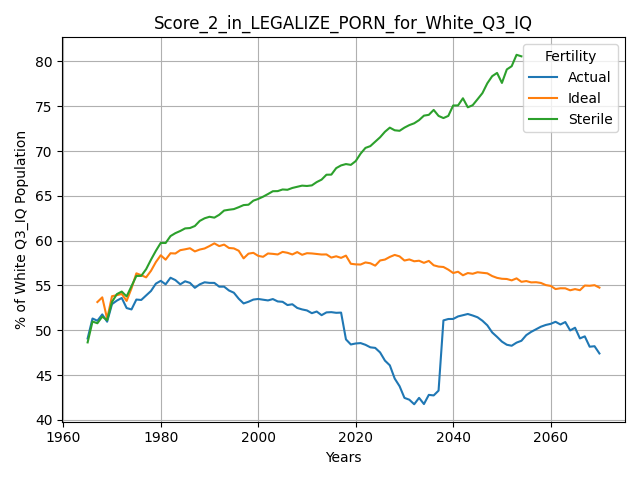 Score_2_in_LEGALIZE_PORN_for_White_Q3_IQ
% of White Q3_IQ Population
80
75
70
65
60
55
50
45
40
Fertility
Actual
Ideal
Sterile
1960
1980
2000
2020
2040
2060
Years